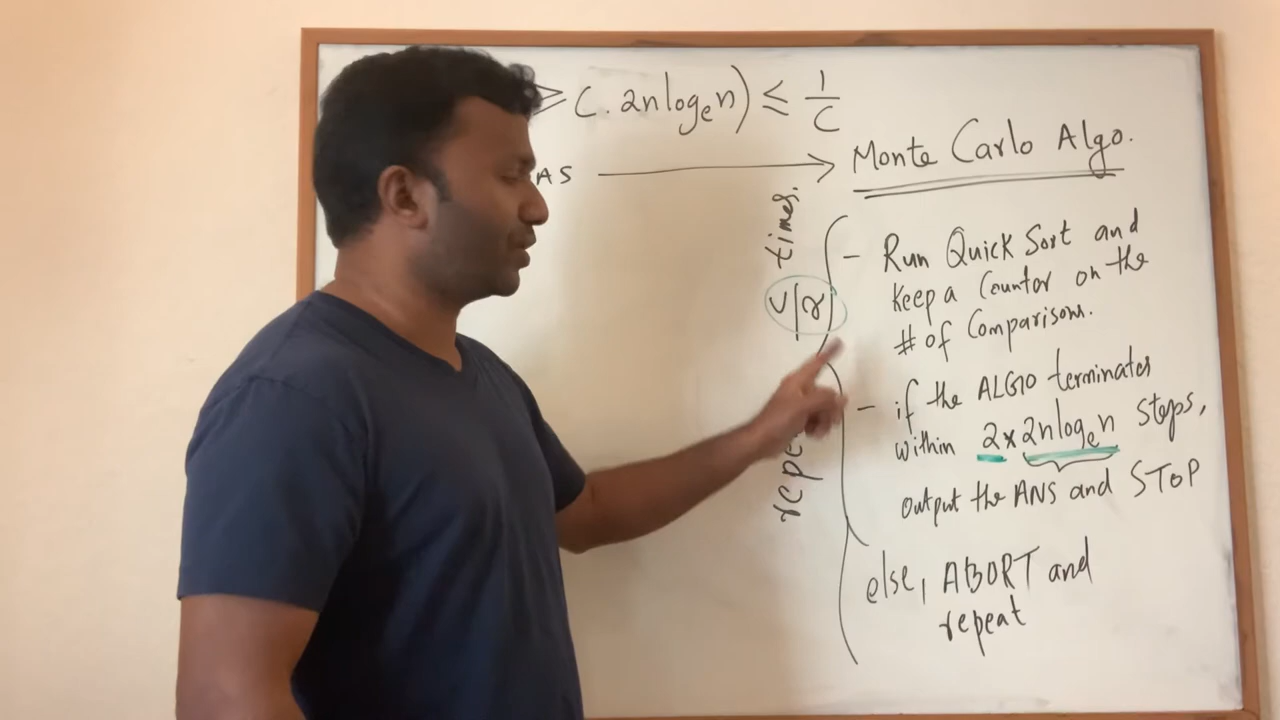 ≥ C. 2nlogₑn) ≤ 1/C
AS → Monte Carlo Algo.
times.
C/2
- Run Quick Sort and
keep a Counter on the
# of Comparisons.
- if the ALGO terminates
within 2 x 2nlogₑn Steps,
output the ANS and STOP
else, ABORT and
repeat